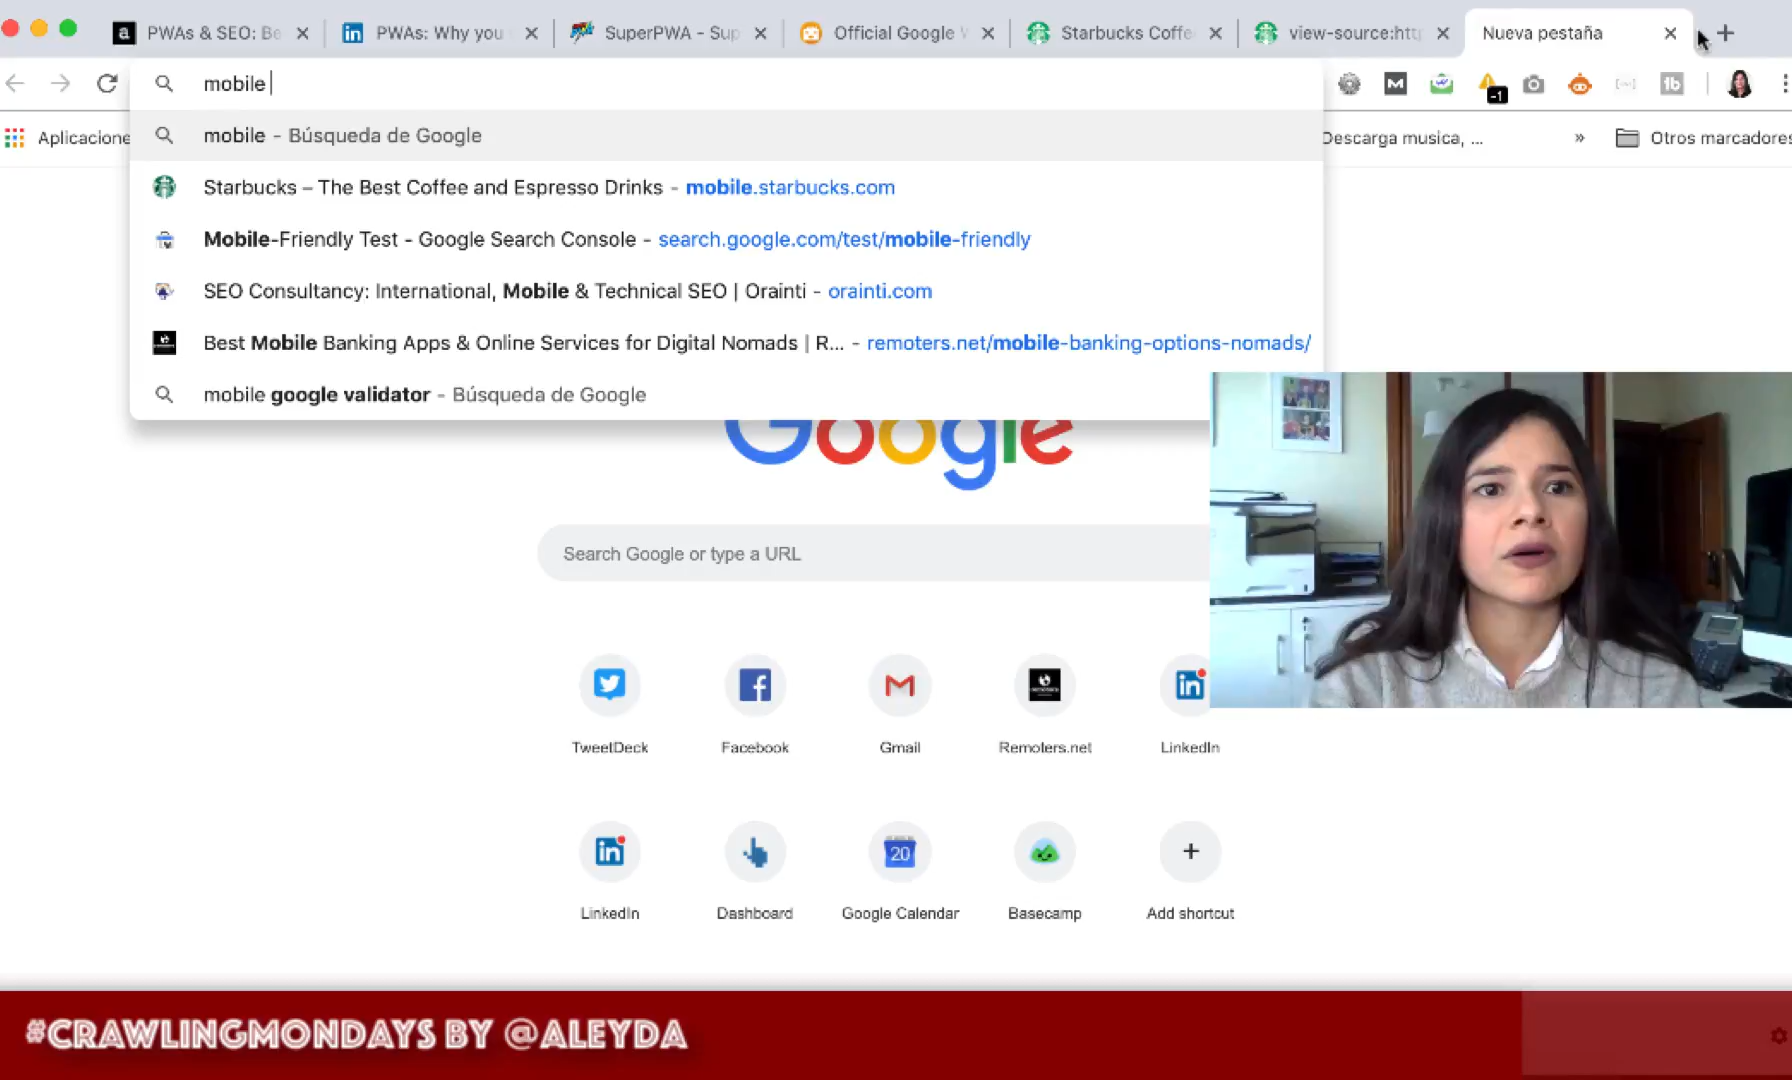 PWAs & SEO: Be
PWAs: Why you
SuperPWA – Sup
Official Google W
Starbucks Coffe
view-source:htt
Nueva pestaña
mobile
-1
M
tb
Aplicacione
Descarga musica, ...
»
Otros marcadores
mobile – Búsqueda de Google
Starbucks – The Best Coffee and Espresso Drinks – mobile.starbucks.com
Mobile-Friendly Test - Google Search Console – search.google.com/test/mobile-friendly
SEO Consultancy: International, Mobile & Technical SEO | Orainti – orainti.com
Best Mobile Banking Apps & Online Services for Digital Nomads | R... – remoters.net/mobile-banking-options-nomads/
mobile google validator – Búsqueda de Google
Google
Search Google or type a URL
TweetDeck
Facebook
Gmail
Remoters.net
LinkedIn
20
LinkedIn
Dashboard
Google Calendar
Basecamp
Add shortcut
#CRAWLINGMONDAYS BY @ALEYDA